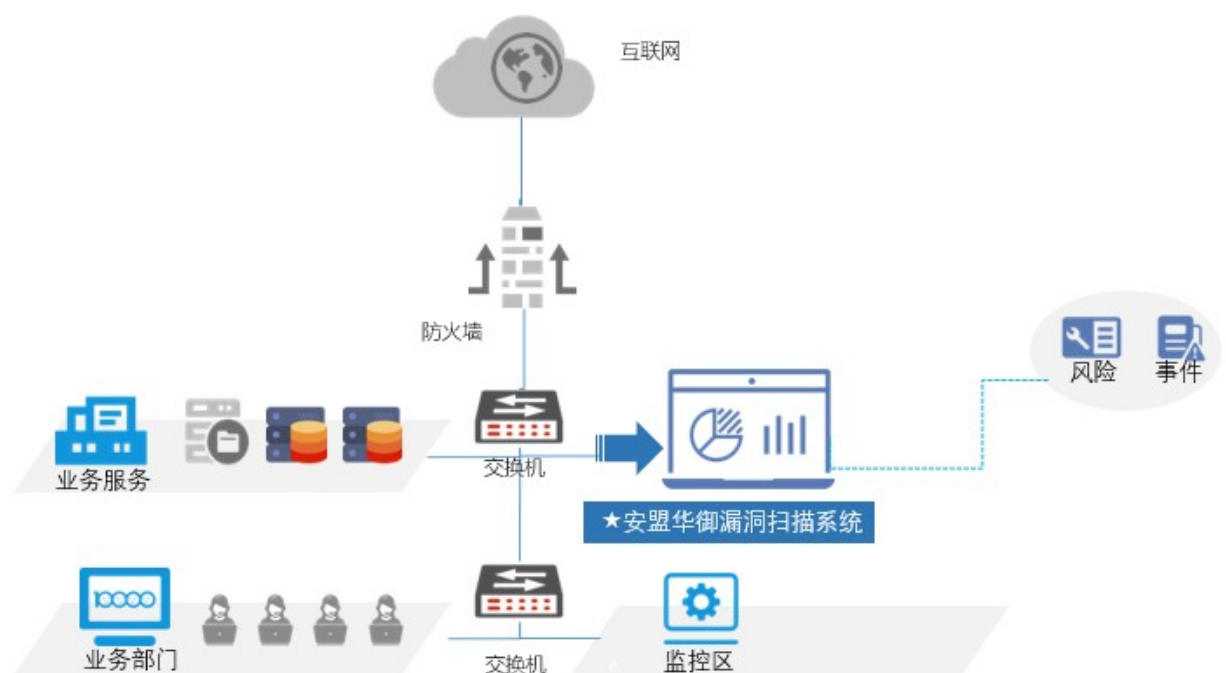 互联网
防火墙
风险
事件
业务服务
交换机
★安盟华御漏洞扫描系统
10000
业务部门
交换机
监控区